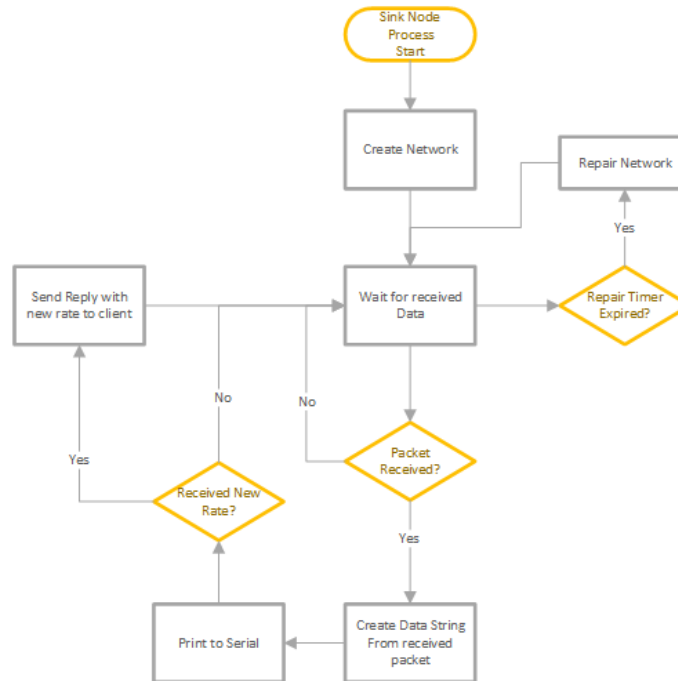 Sink Node
Process
Start
Create Network
Repair Network
Yes
Send Reply with
new rate to client
Wait for received
Data
Repair Timer
Expired?
No
No
Yes
Packet
Received?
Received New
Rate?
Yes
Print to Serial
Create Data String
From received
packet